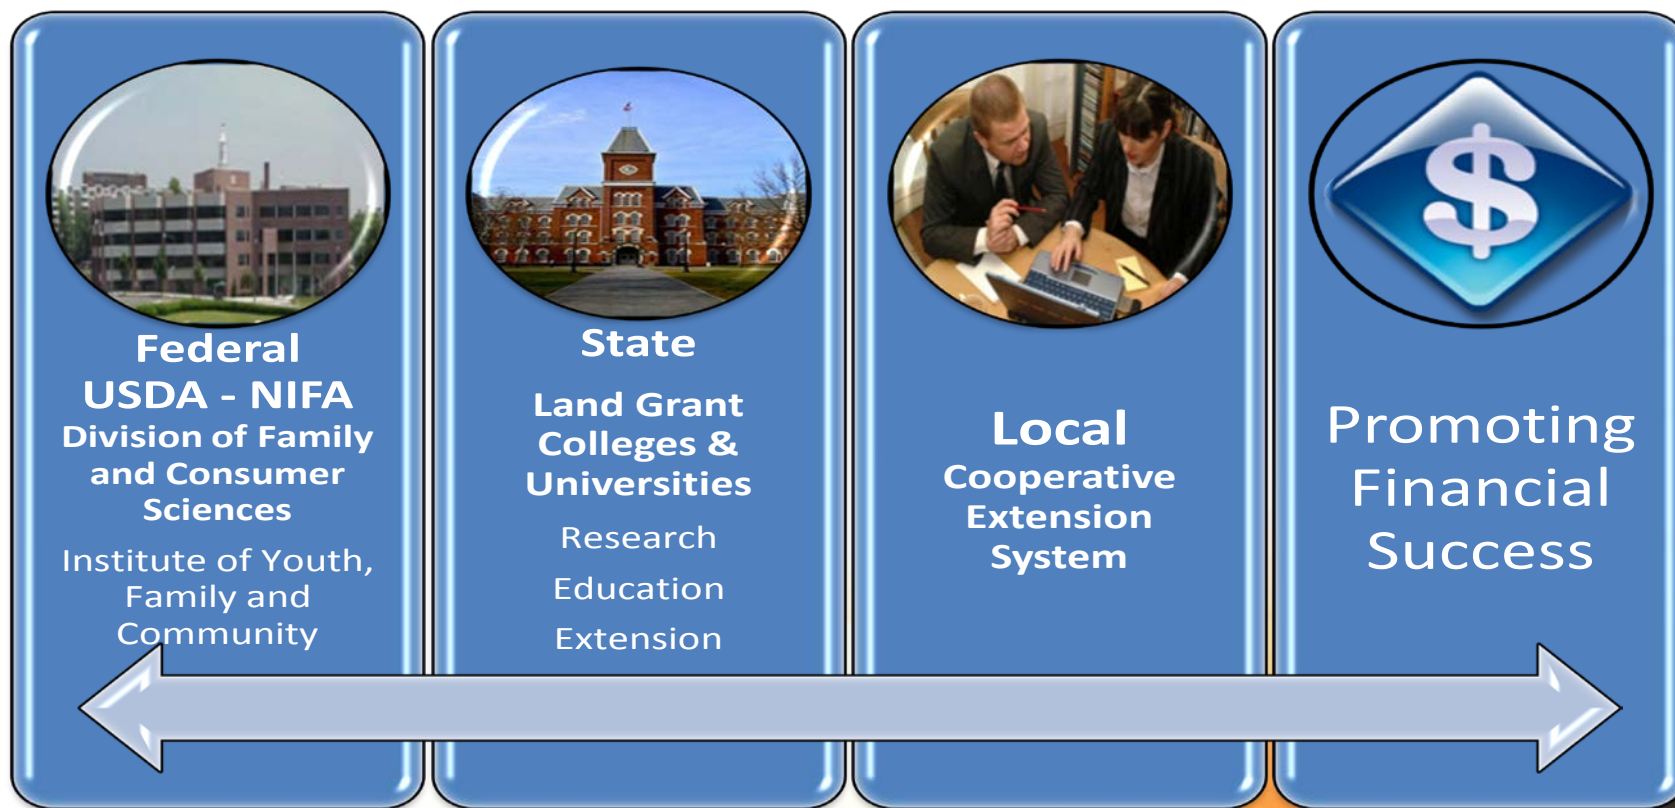 Federal
USDA - NIFA
Division of Family
and Consumer
Sciences
Institute of Youth,
Family and
Community
State
Land Grant
Colleges &
Universities
Research
Education
Extension
Local
Cooperative
Extension
System
$
Promoting
Financial
Success